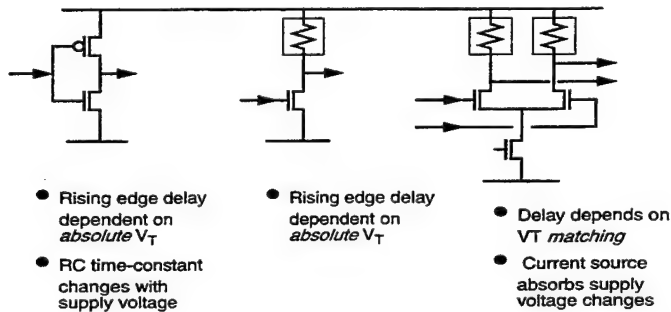 ● Rising edge delay
dependent on
absolute VT
● RC time-constant
changes with
supply voltage
● Rising edge delay
dependent on
absolute VT
● Delay depends on
VT matching
● Current source
absorbs supply
voltage changes